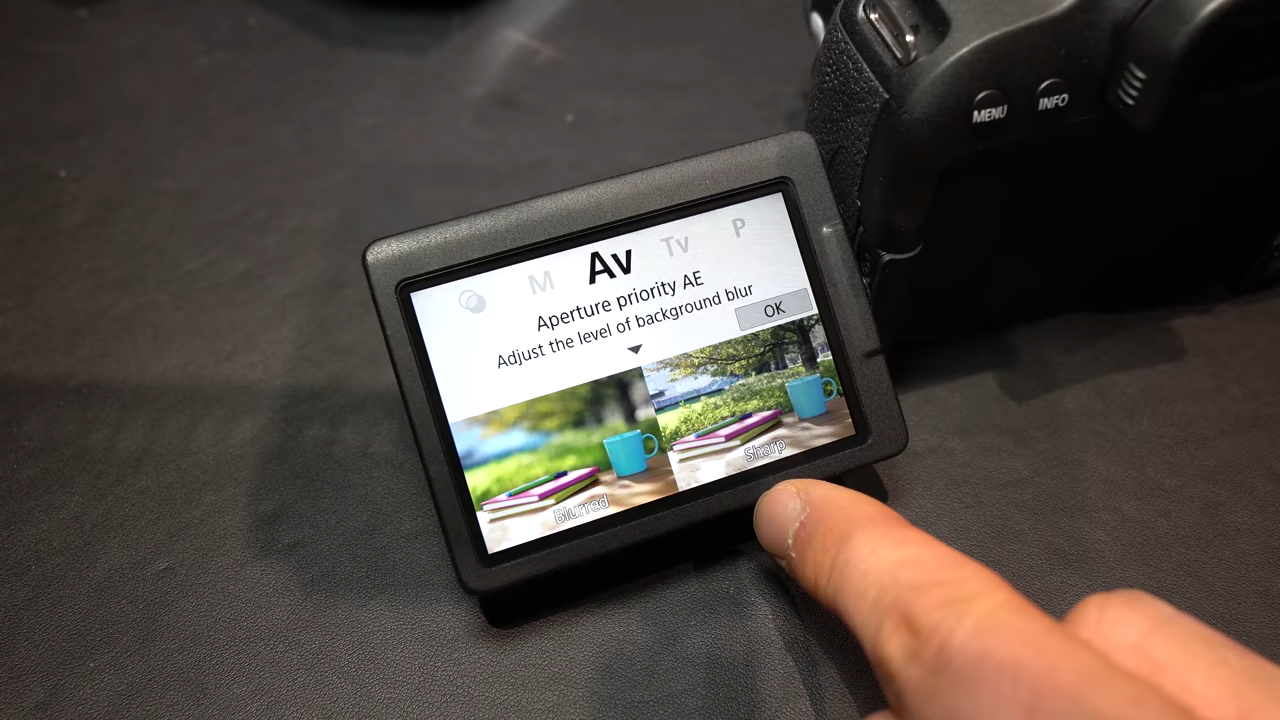 MENU
INFO
M Av Tv P
Aperture priority AE
Adjust the level of background blur
OK
Blurred
Sharp